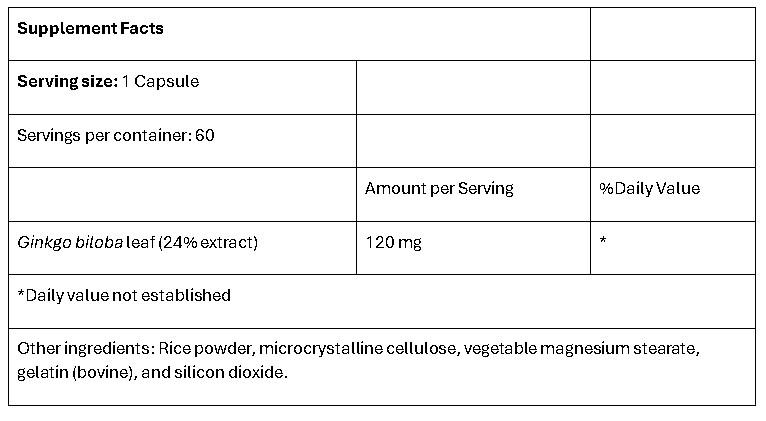 Supplement Facts
Serving size: 1 Capsule
Servings per container: 60
Amount per Serving %Daily Value
Ginkgo biloba leaf (24% extract) 120 mg *
*Daily value not established
Other ingredients: Rice powder, microcrystalline cellulose, vegetable magnesium stearate,
gelatin (bovine), and silicon dioxide.